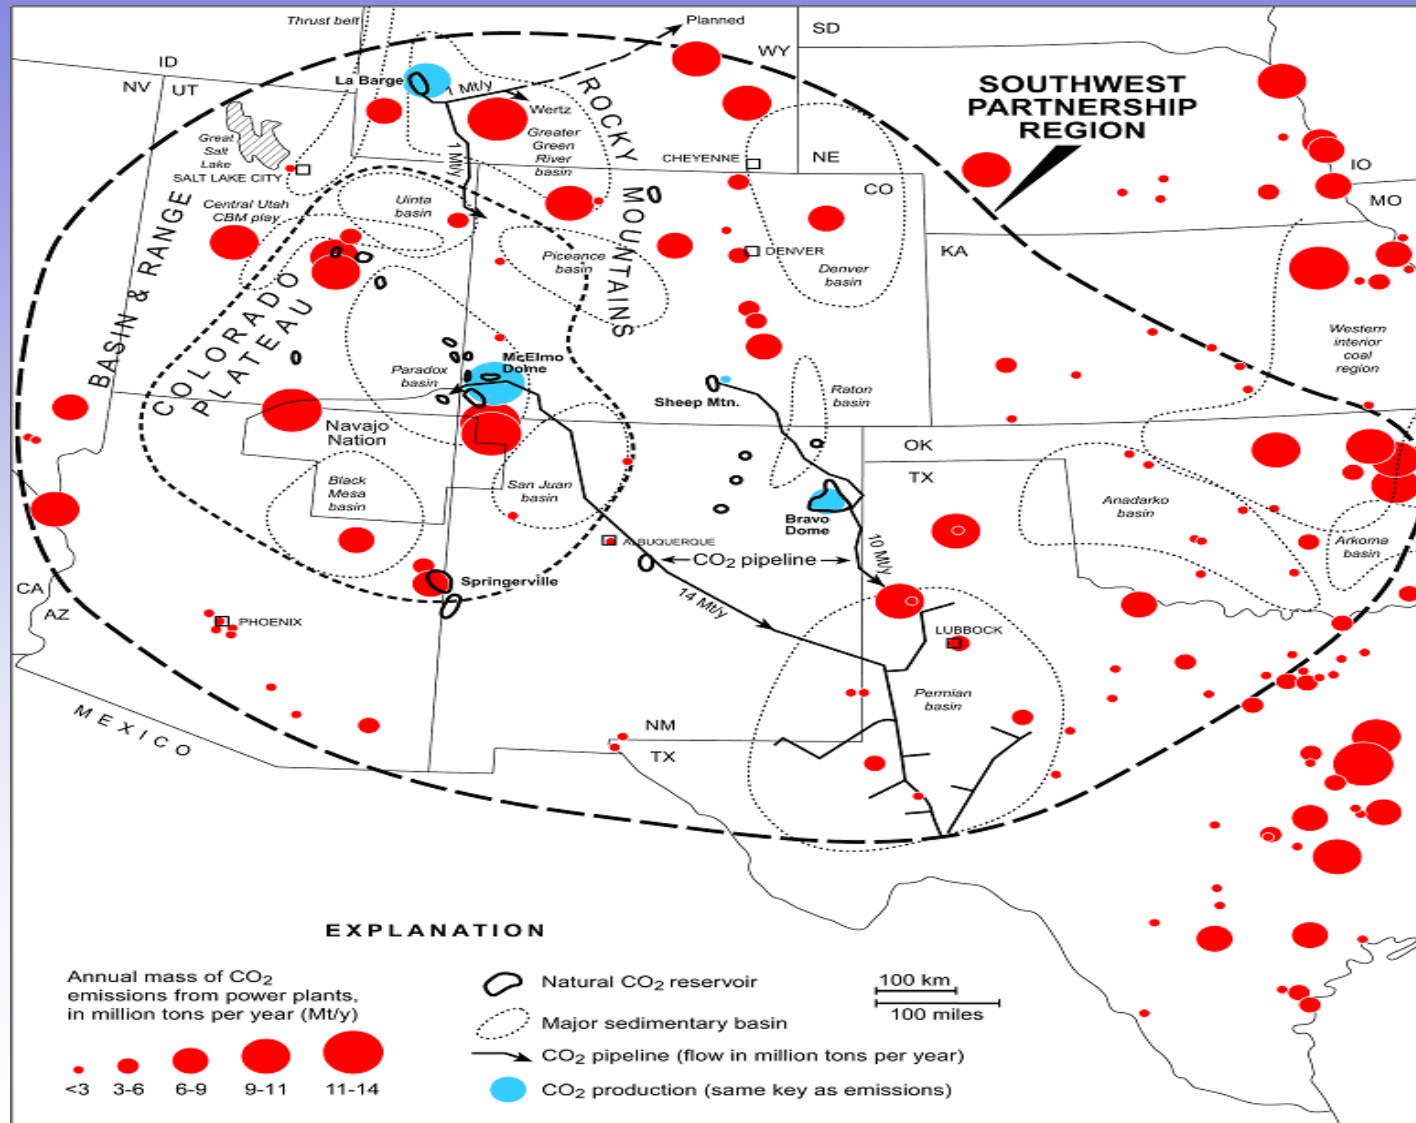 Thrust belt
Planned
SD
WY
ID
La Barge
1 Mt/y
NV
UT
SOUTHWEST
PARTNERSHIP
REGION
ROCKY MOUNTAINS
Wertz
Great
Salt
Lake
Greater
Green
River
basin
1 Mt/y
CHEYENNE
NE
IO
SALT LAKE CITY
CO
MO
Central Utah
CBM play
Uinta
basin
BASIN & RANGE
Piceance
basin
DENVER
KA
Denver
basin
COLORADO
PLATEAU
Western
interior
coal
region
McElmo
Dome
Paradox
basin
Sheep Mtn.
Raton
basin
Navajo
Nation
OK
TX
Black
Mesa
basin
San Juan
basin
Anadarko
basin
Bravo
Dome
ALBUQUERQUE
10 Mt/y
Arkoma
basin
CO2 pipeline
Springerville
CA
AZ
14 Mt/y
PHOENIX
LUBBOCK
Permian
basin
MEXICO
NM
TX
EXPLANATION
Annual mass of CO2
emissions from power plants,
in million tons per year (Mt/y)
<3 3-6 6-9 9-11 11-14
Natural CO2 reservoir
Major sedimentary basin
CO2 pipeline (flow in million tons per year)
CO2 production (same key as emissions)
100 km
100 miles